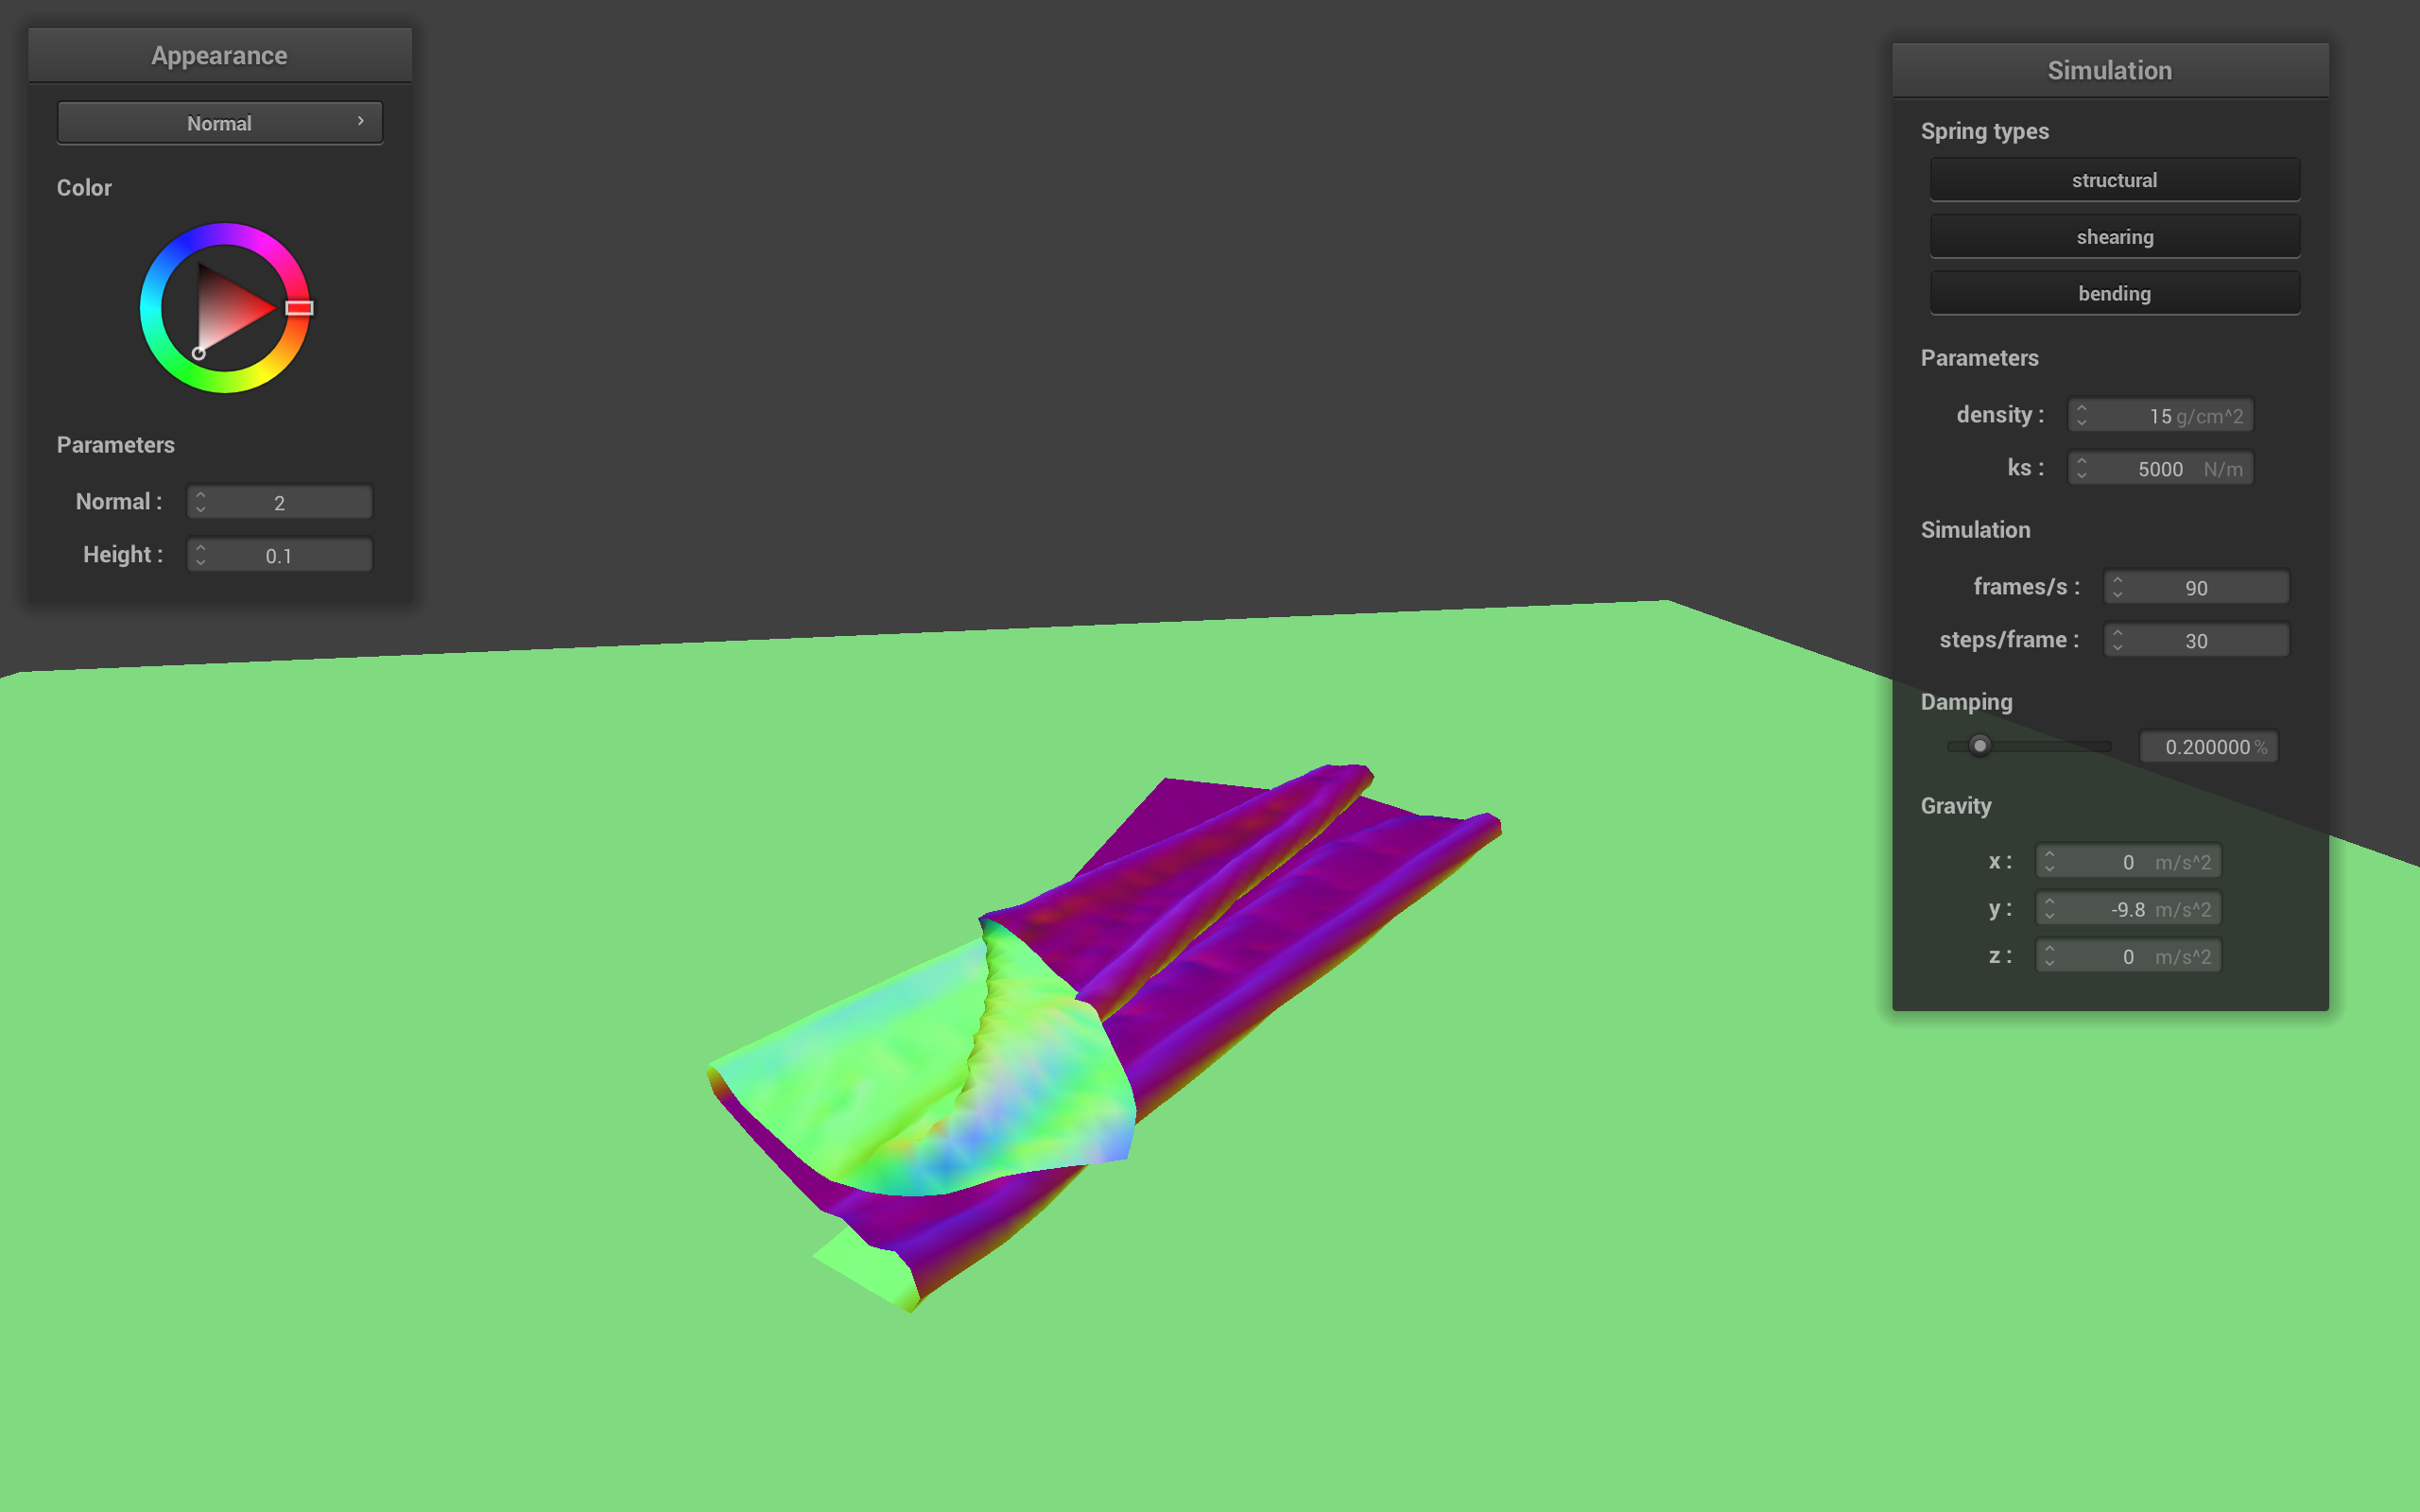 Appearance
Normal
Color
Parameters
Normal : 2
Height : 0.1
Simulation
Spring types
structural
shearing
bending
Parameters
density : 15 g/cm^2
ks : 5000 N/m
Simulation
frames/s : 90
steps/frame : 30
Damping
0.200000 %
Gravity
x : 0 m/s^2
y : -9.8 m/s^2
z : 0 m/s^2